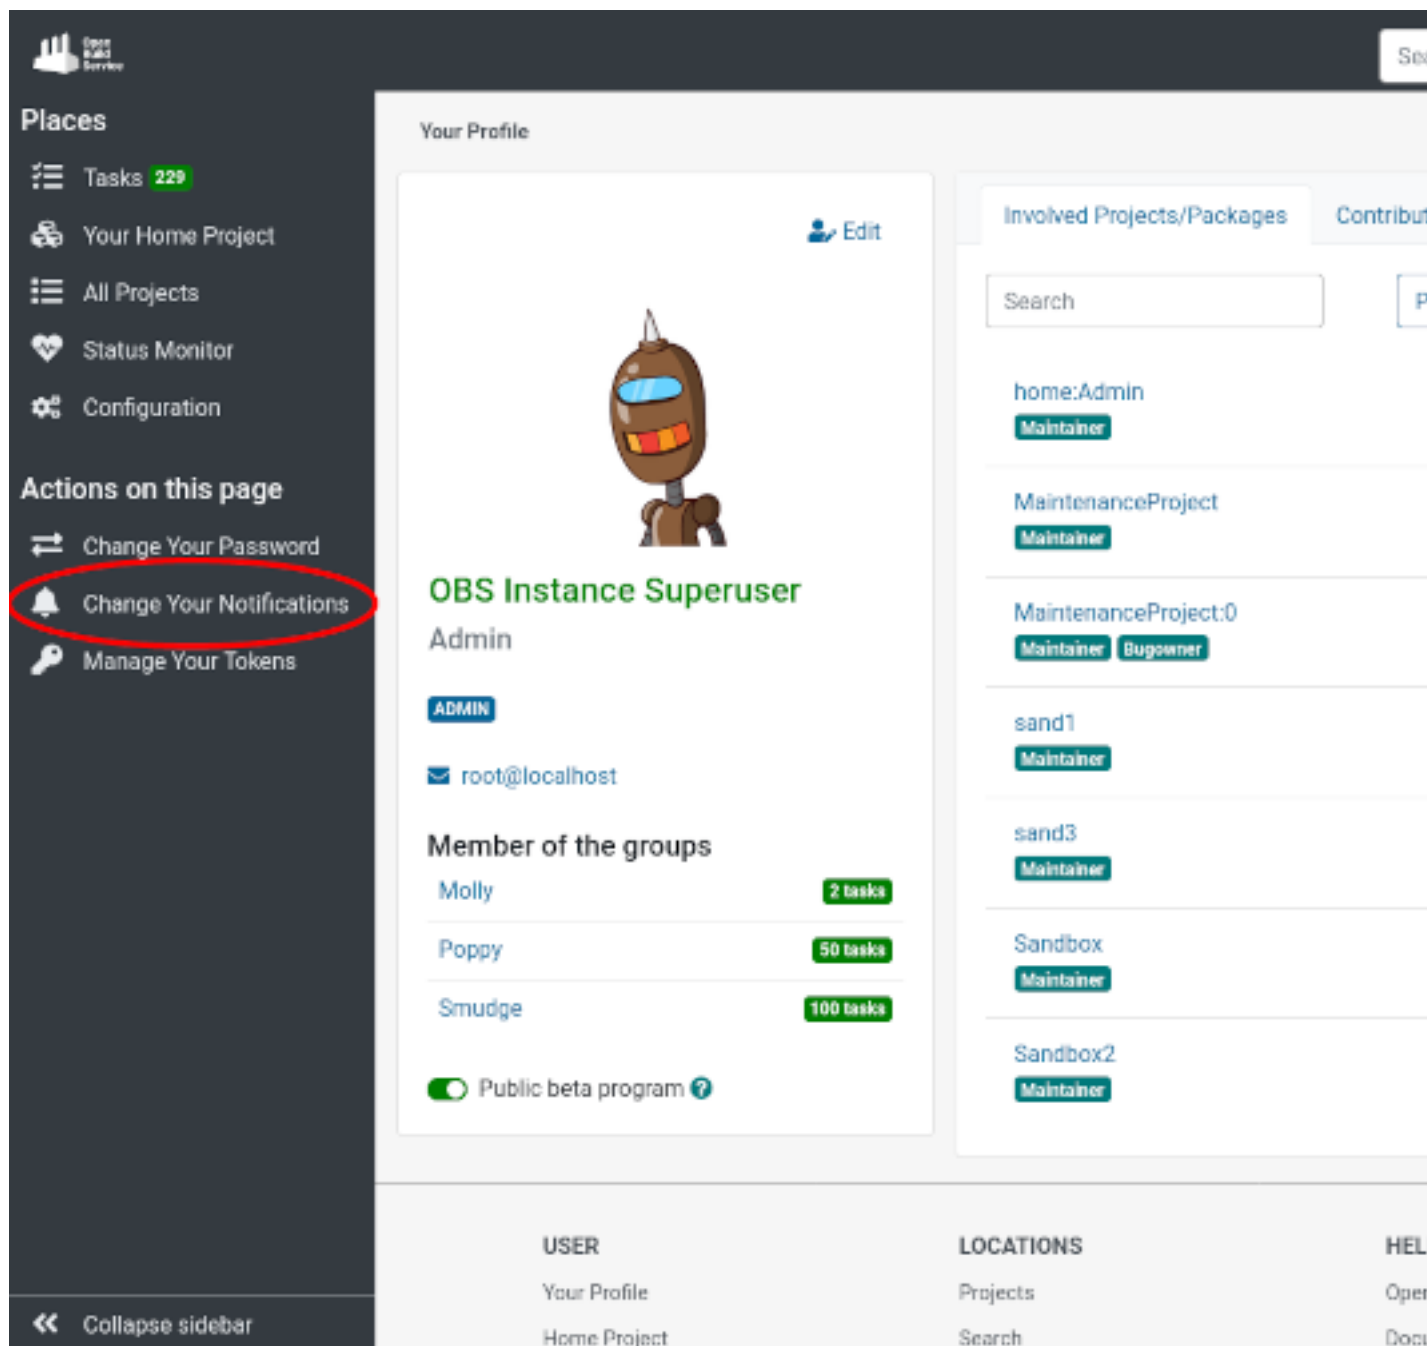 Open
Build
Service
Places
Tasks 229
Your Home Project
All Projects
Status Monitor
Configuration
Actions on this page
Change Your Password
Change Your Notifications
Manage Your Tokens
Collapse sidebar
Your Profile
Edit
OBS Instance Superuser
Admin
ADMIN
root@localhost
Member of the groups
Molly 2 tasks
Poppy 50 tasks
Smudge 100 tasks
Public beta program
Involved Projects/Packages
Search
home:Admin
Maintainer
MaintenanceProject
Maintainer
MaintenanceProject:0
Maintainer Bugowner
sand1
Maintainer
sand3
Maintainer
Sandbox
Maintainer
Sandbox2
Maintainer
USER
Your Profile
Home Project
LOCATIONS
Projects
Search